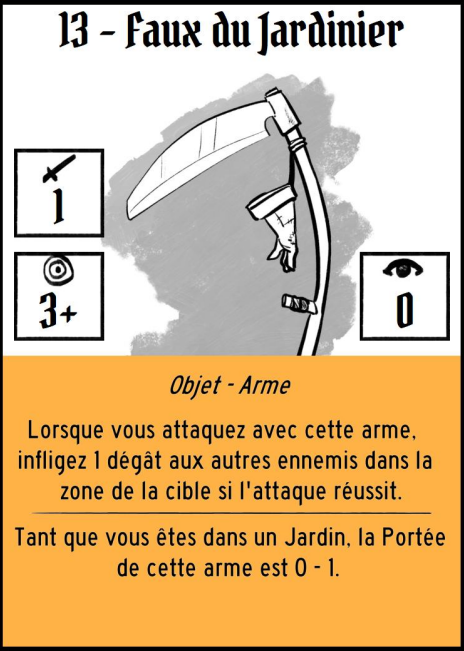 13 - Faux du Jardinier
1
3+
0
Objet - Arme
Lorsque vous attaquez avec cette arme,
infligez 1 dégât aux autres ennemis dans la
zone de la cible si l'attaque réussit.
Tant que vous êtes dans un Jardin, la Portée
de cette arme est 0 - 1.